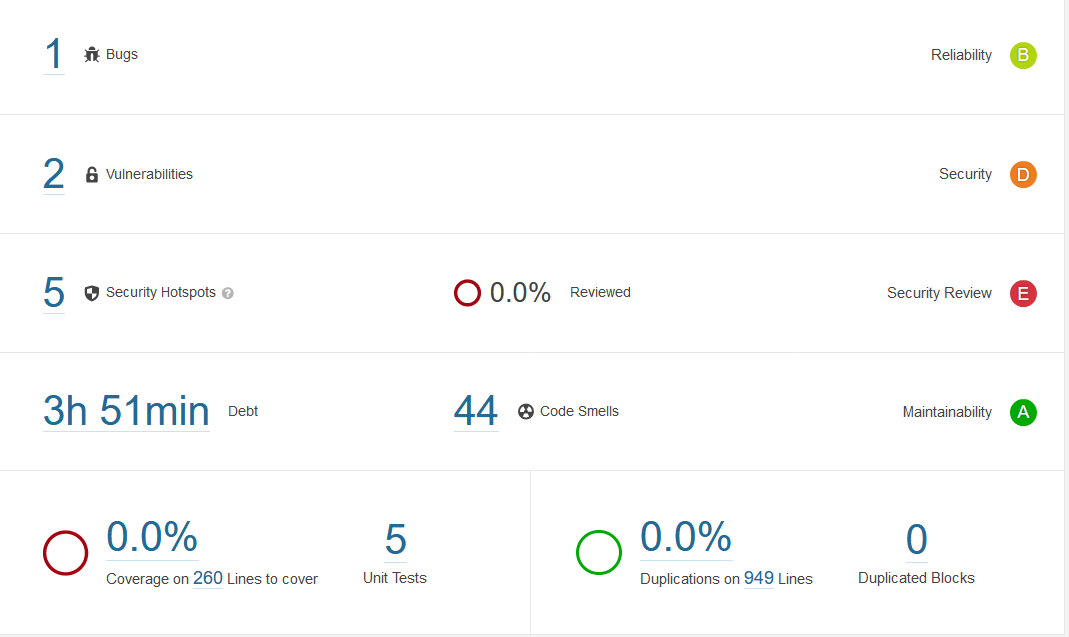 1 Bugs Reliability B
2 Vulnerabilities Security D
5 Security Hotspots ? 0.0% Reviewed Security Review E
3h 51min Debt 44 Code Smells Maintainability A
0.0% 5 0.0% 0
Coverage on 260 Lines to cover Unit Tests Duplications on 949 Lines Duplicated Blocks